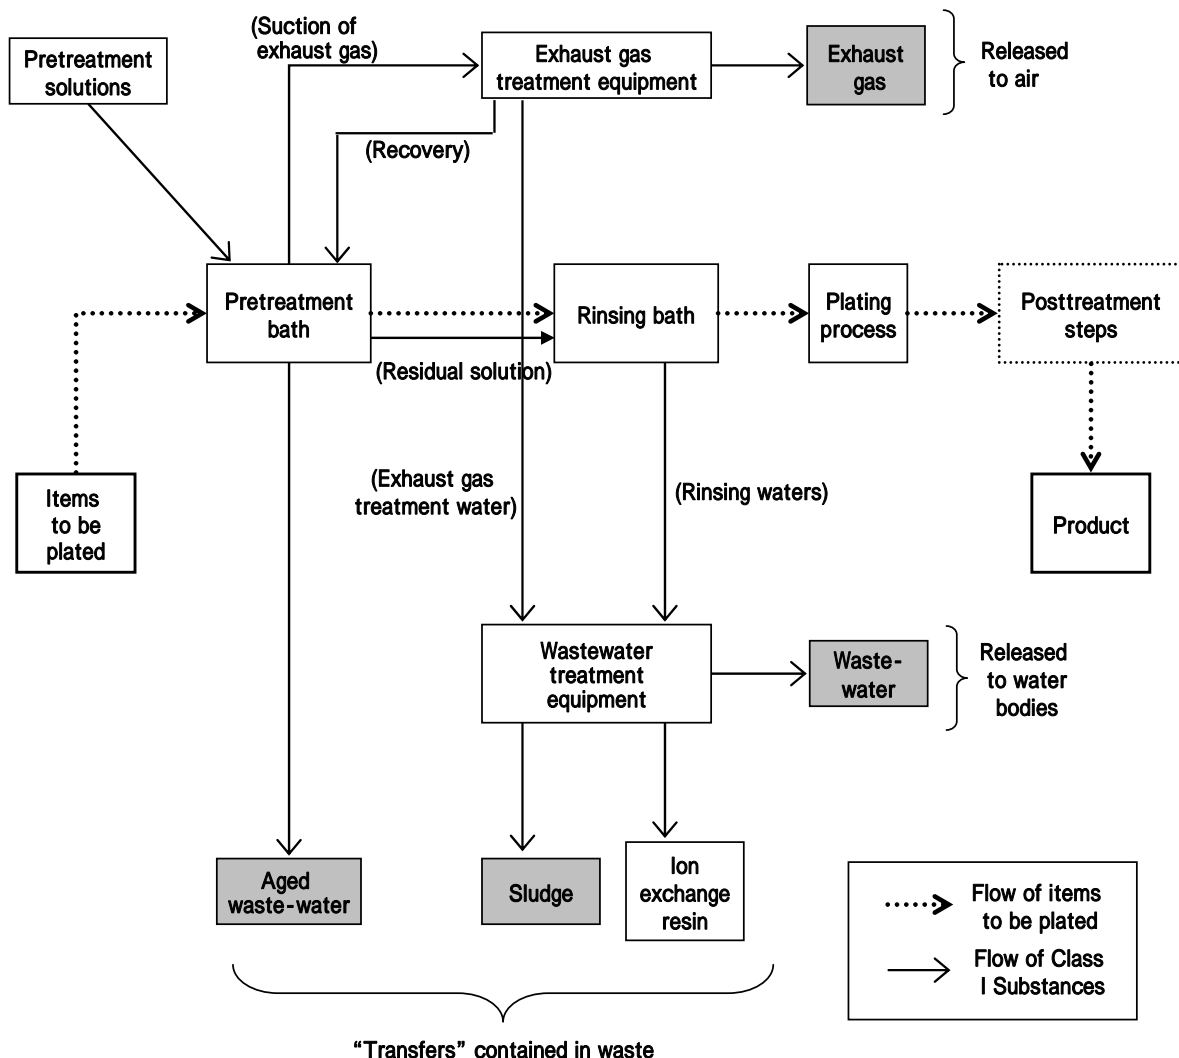 (Suction of
exhaust gas)
Pretreatment
solutions
Exhaust gas
treatment equipment
Exhaust
gas
Released
to air
(Recovery)
Pretreatment
bath
Rinsing bath
Plating
process
Posttreatment
steps
(Residual solution)
Items
to be
plated
(Exhaust gas
treatment water)
(Rinsing waters)
Product
Wastewater
treatment
equipment
Waste-
water
Released
to water
bodies
Aged
waste-water
Sludge
Ion
exchange
resin
Flow of items
to be plated
Flow of Class
I Substances
“Transfers” contained in waste